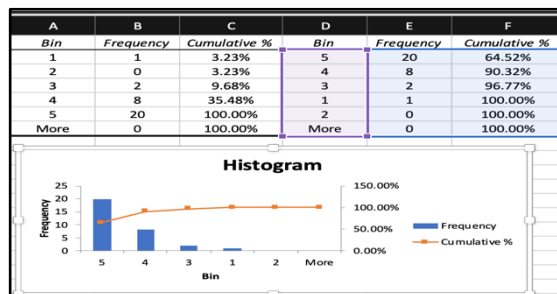 A B C D E F
Bin Frequency Cumulative % Bin Frequency Cumulative %
1 1 3.23% 5 20 64.52%
2 0 3.23% 4 8 90.32%
3 2 9.68% 3 2 96.77%
4 8 35.48% 1 1 100.00%
5 20 100.00% 2 0 100.00%
More 0 100.00% More 0 100.00%
Histogram
25 150.00%
20
15 100.00%
10 50.00%
5
0 0.00%
Frequency
5 4 3 1 2 More
Bin
Frequency
Cumulative %